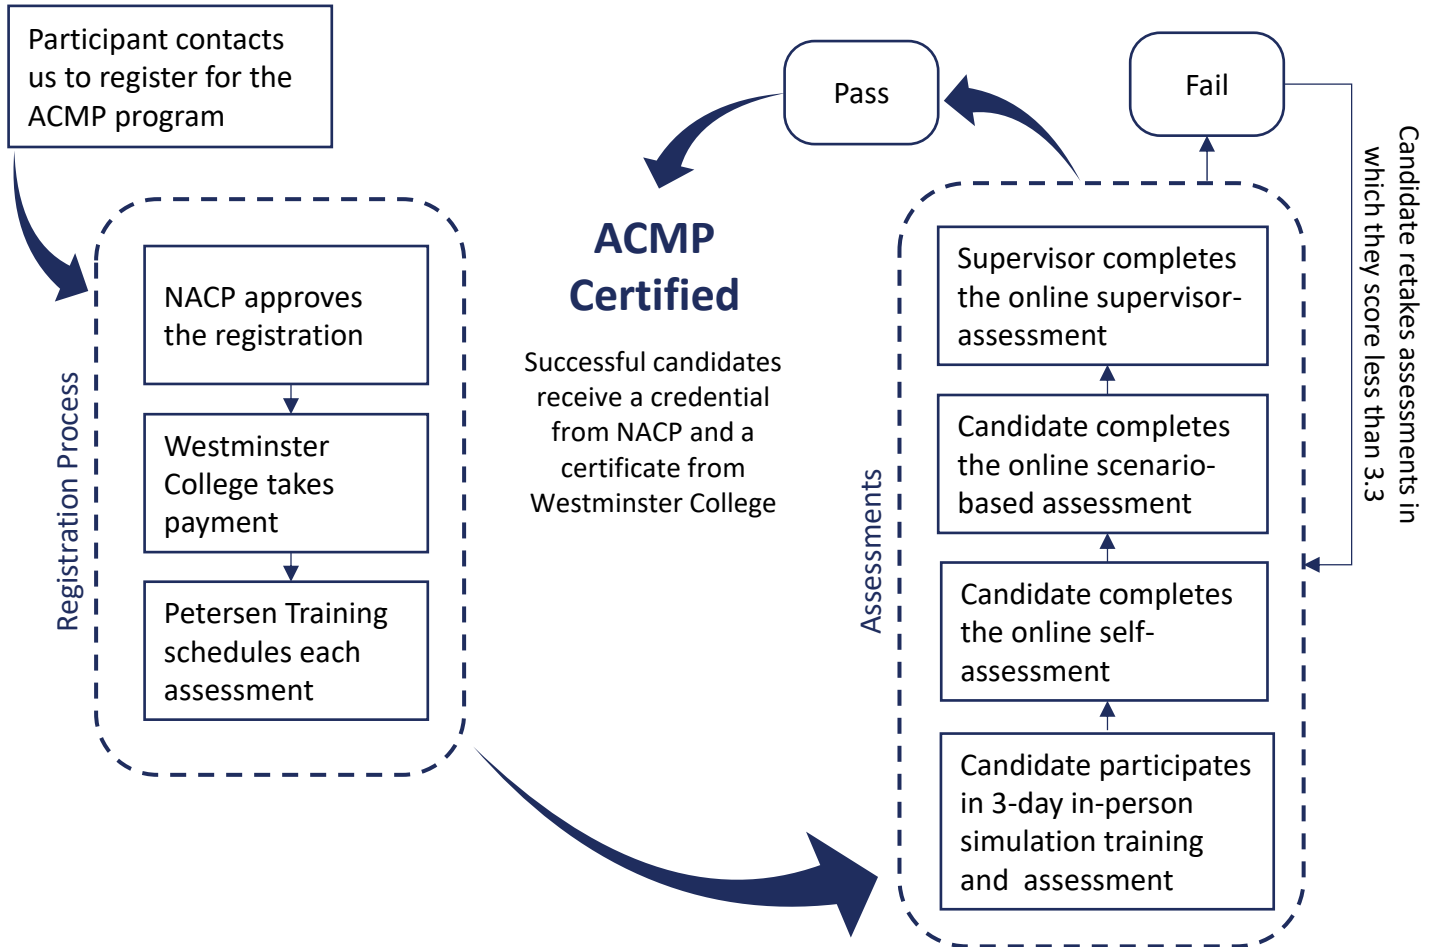 Participant contacts
us to register for the
ACMP program
Registration Process
NACP approves
the registration
Westminster
College takes
payment
Petersen Training
schedules each
assessment
Pass
ACMP
Certified
Successful candidates
receive a credential
from NACP and a
certificate from
Westminster College
Fail
Candidate retakes assessments in
which they score less than 3.3
Assessments
Supervisor completes
the online supervisor-
assessment
Candidate completes
the online scenario-
based assessment
Candidate completes
the online self-
assessment
Candidate participates
in 3-day in-person
simulation training
and  assessment